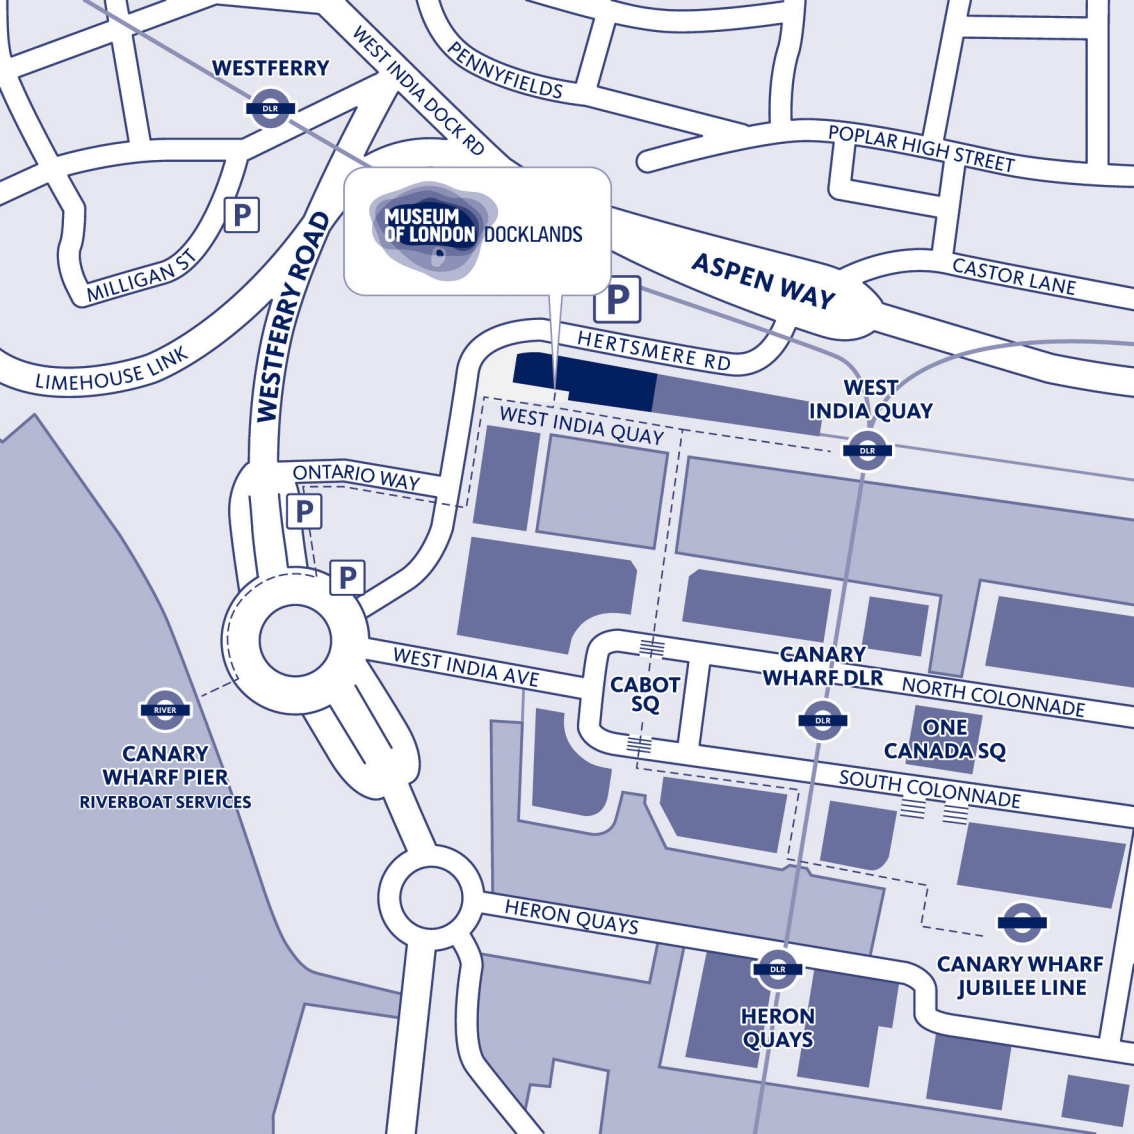 WESTFERRY
DLR
WEST INDIA DOCK RD
PENNYFIELDS
POPLAR HIGH STREET
P
MILLIGAN ST
WESTFERRY ROAD
MUSEUM
OF LONDON
DOCKLANDS
ASPEN WAY
CASTOR LANE
P
LIMEHOUSE LINK
HERTSMERE RD
WEST
INDIA QUAY
DLR
WEST INDIA QUAY
ONTARIO WAY
P
P
WEST INDIA AVE
CABOT
SQ
CANARY
WHARF DLR
DLR
NORTH COLONNADE
ONE
CANADA SQ
RIVER
CANARY
WHARF PIER
RIVERBOAT SERVICES
SOUTH COLONNADE
HERON QUAYS
DLR
HERON
QUAYS
CANARY WHARF
JUBILEE LINE